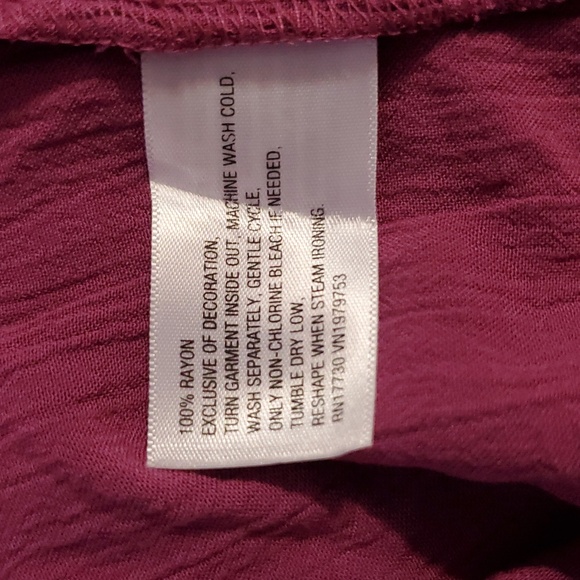 100% RAYON
EXCLUSIVE OF DECORATION,
TURN GARMENT INSIDE OUT, MACHINE WASH COLD,
WASH SEPARATELY, GENTLE CYCLE,
ONLY NON-CHLORINE BLEACH IF NEEDED,
TUMBLE DRY LOW,
RESHAPE WHEN STEAM IRONING.
RN17730 VN1979753